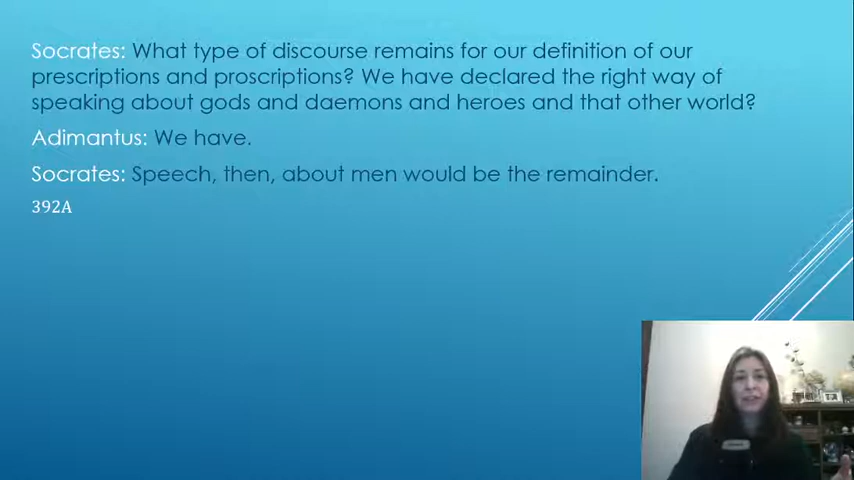 Socrates: What type of discourse remains for our definition of our
prescriptions and proscriptions? We have declared the right way of
speaking about gods and daemons and heroes and that other world?
Adimantus: We have.
Socrates: Speech, then, about men would be the remainder.
392A